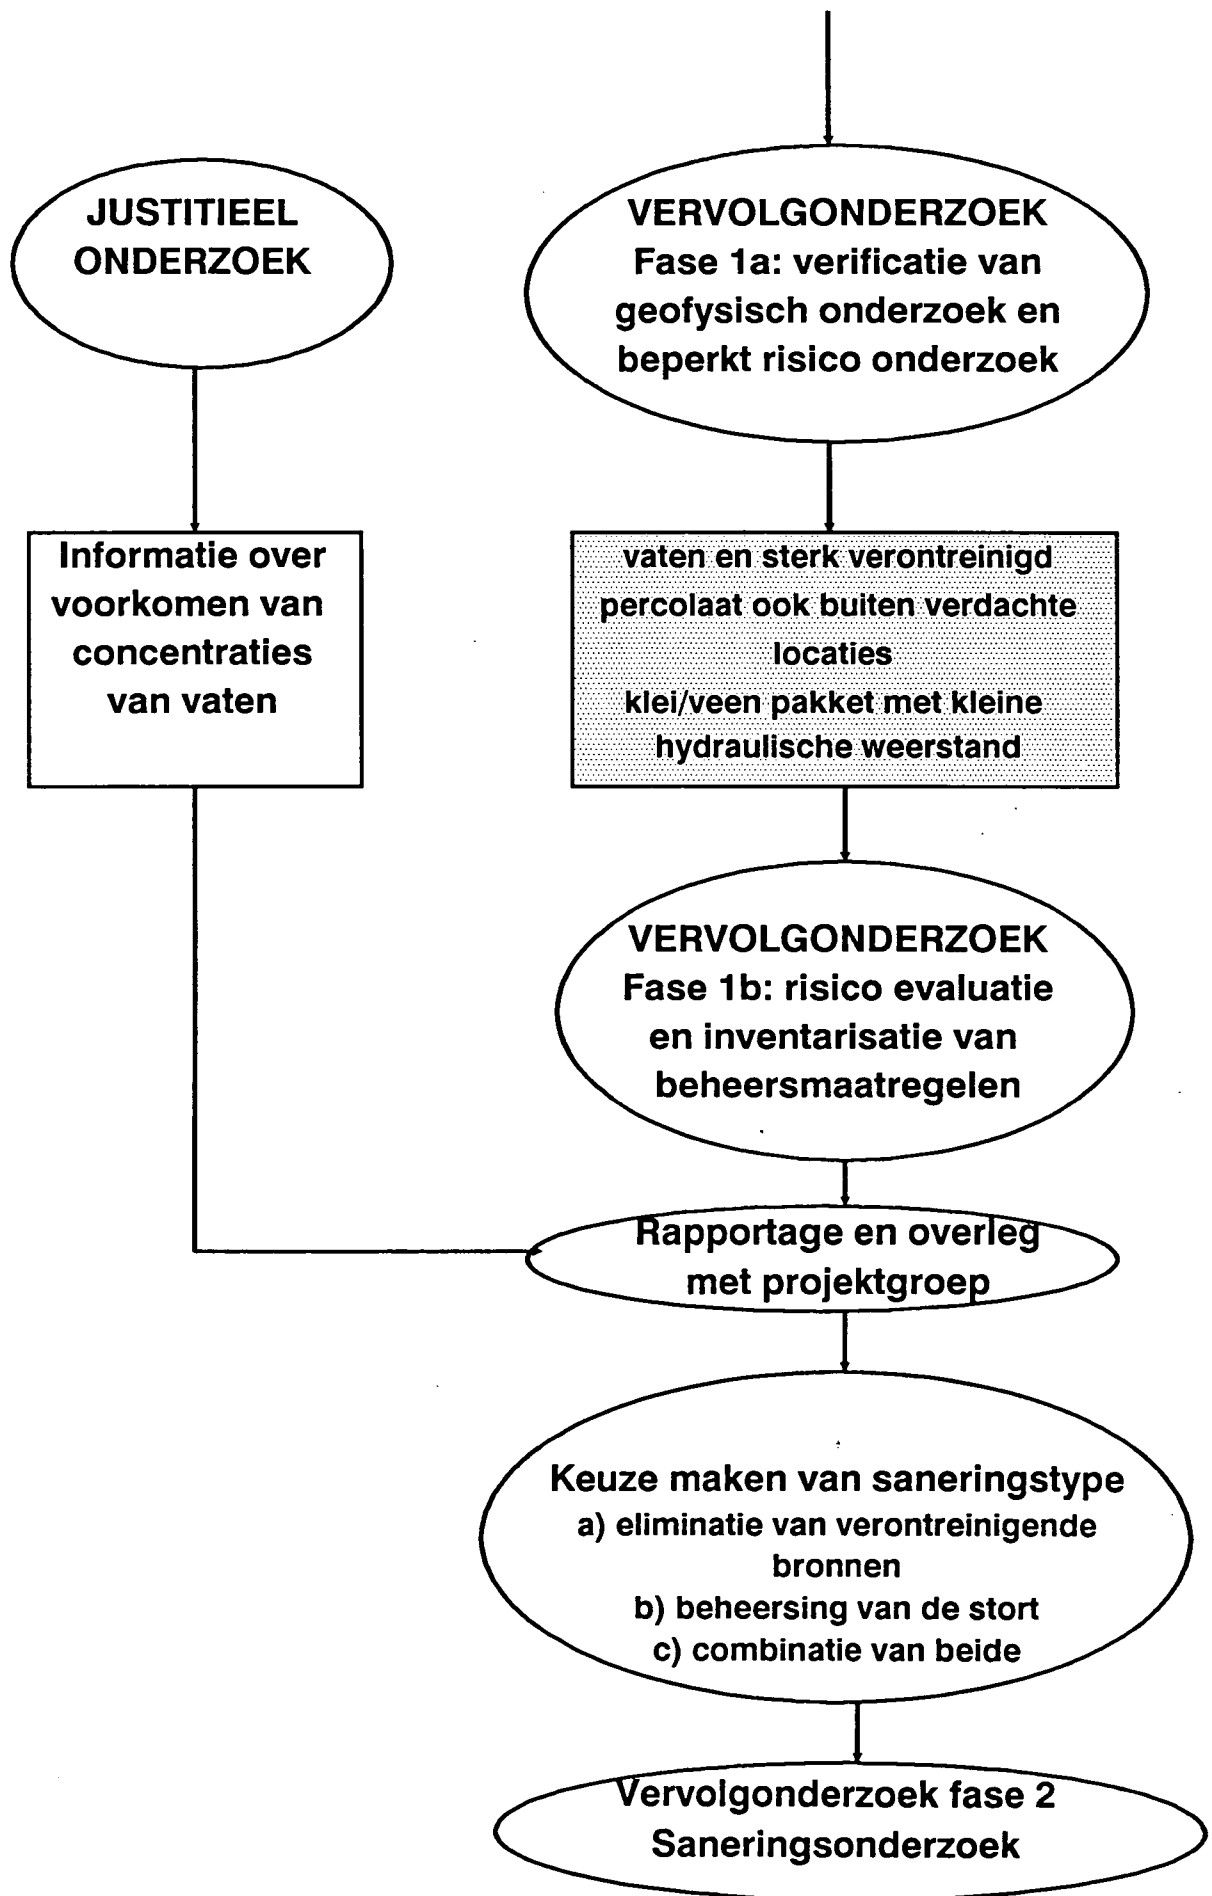 JUSTITIEEL
ONDERZOEK
VERVOLGONDERZOEK
Fase 1a: verificatie van
geofysisch onderzoek en
beperkt risico onderzoek
Informatie over
voorkomen van
concentraties
van vaten
vaten en sterk verontreinigd
percolaat ook buiten verdachte
locaties
klei/veen pakket met kleine
hydraulische weerstand
VERVOLGONDERZOEK
Fase 1b: risico evaluatie
en inventarisatie van
beheersmaatregelen
Rapportage en overleg
met projektgroep
Keuze maken van saneringstype
a) eliminatie van verontreinigende
bronnen
b) beheersing van de stort
c) combinatie van beide
Vervolgonderzoek fase 2
Saneringsonderzoek